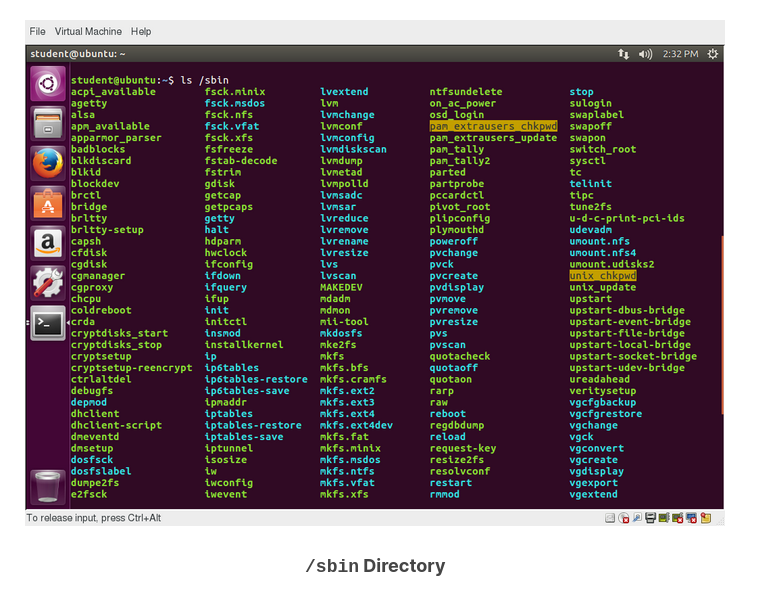 File Virtual Machine Help
student@ubuntu: ~ 2:32 PM
student@ubuntu:~$ ls /sbin
acpi_available fsck.minix lvextend ntfsundelete stop
agetty fsck.msdos lvm on_ac_power sulogin
alsa fsck.nfs lvmchange osd_login swaplabel
apm_available fsck.vfat lvmconf pam_extrausers_chkpwd swapoff
apparmor_parser fsck.xfs lvmconfig pam_extrausers_update swapon
badblocks fsfreeze lvmdiskscan pam_tally switch_root
blkdiscard fstab-decode lvmdump pam_tally2 sysctl
blkid fstrim lvmetad parted tc
blockdev gdisk lvmpolld partprobe telinit
brctl getcap lvmsadc pccardctl tipc
bridge getpcaps lvmsar pivot_root tune2fs
brltty getty lvreduce plipconfig u-d-c-print-pci-ids
brltty-setup halt lvremove plymouthd udevadm
capsh hdparm lvrename poweroff umount.nfs
cfdisk hwclock lvresize pvchange umount.nfs4
cgdisk ifconfig lvs pvck umount.udisks2
cgmanager ifdown lvscan pvcreate unix_chkpwd
cgproxy ifquery MAKEDEV pvdisplay unix_update
chcpu ifup mdadm pvmove upstart
coldreboot init mdmon pvremove upstart-dbus-bridge
crda initctl mii-tool pvresize upstart-event-bridge
cryptdisks_start insmod mkdosfs pvs upstart-file-bridge
cryptdisks_stop installkernel mke2fs pvscan upstart-local-bridge
cryptsetup ip mkfs quotacheck upstart-socket-bridge
cryptsetup-reencrypt ip6tables mkfs.bfs quotaoff upstart-udev-bridge
ctrlaltdel ip6tables-restore mkfs.cramfs quotaon ureadahead
debugfs ip6tables-save mkfs.ext2 rarp veritysetup
depmod ipmaddr mkfs.ext3 raw vgcfgbackup
dhclient iptables mkfs.ext4 reboot vgcfgrestore
dhclient-script iptables-restore mkfs.ext4dev regdbdump vgchange
dmeventd iptables-save mkfs.fat reload vgck
dmsetup iptunnel mkfs.minix request-key vgconvert
dosfsck isosize mkfs.msdos resize2fs vgcreate
dosfslabel iw mkfs.ntfs resolvconf vgdisplay
dumpe2fs iwconfig mkfs.vfat restart vgexport
e2fsck iwevent mkfs.xfs rmmod vgextend
To release input, press Ctrl+Alt
/sbin Directory